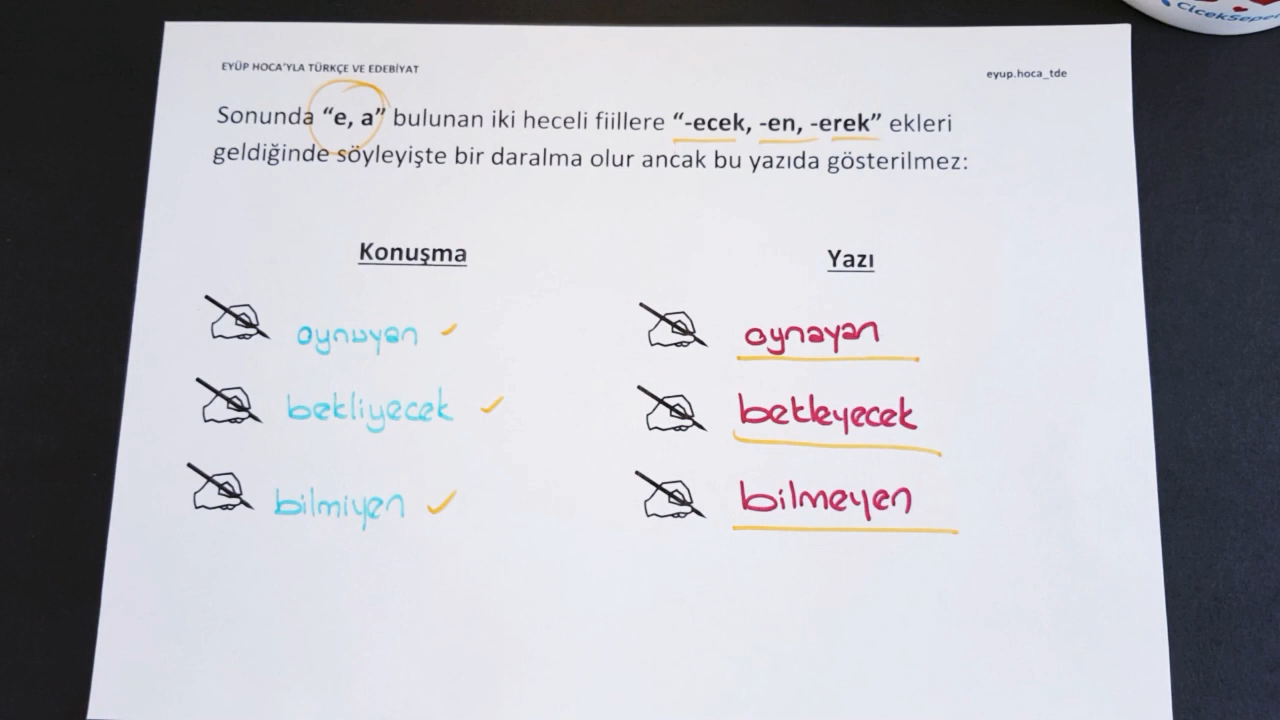 EYÜP HOCA'YLA TÜRKÇE VE EDEBİYAT
eyup.hoca_tde
Sonunda “e, a” bulunan iki heceli fiillere “-ecek, -en, -erek” ekleri
geldiğinde söyleyişte bir daralma olur ancak bu yazıda gösterilmez:
Konuşma
Yazı
oynuyan
oynayan
bekliyecek
bekleyecek
bilmiyen
bilmeyen